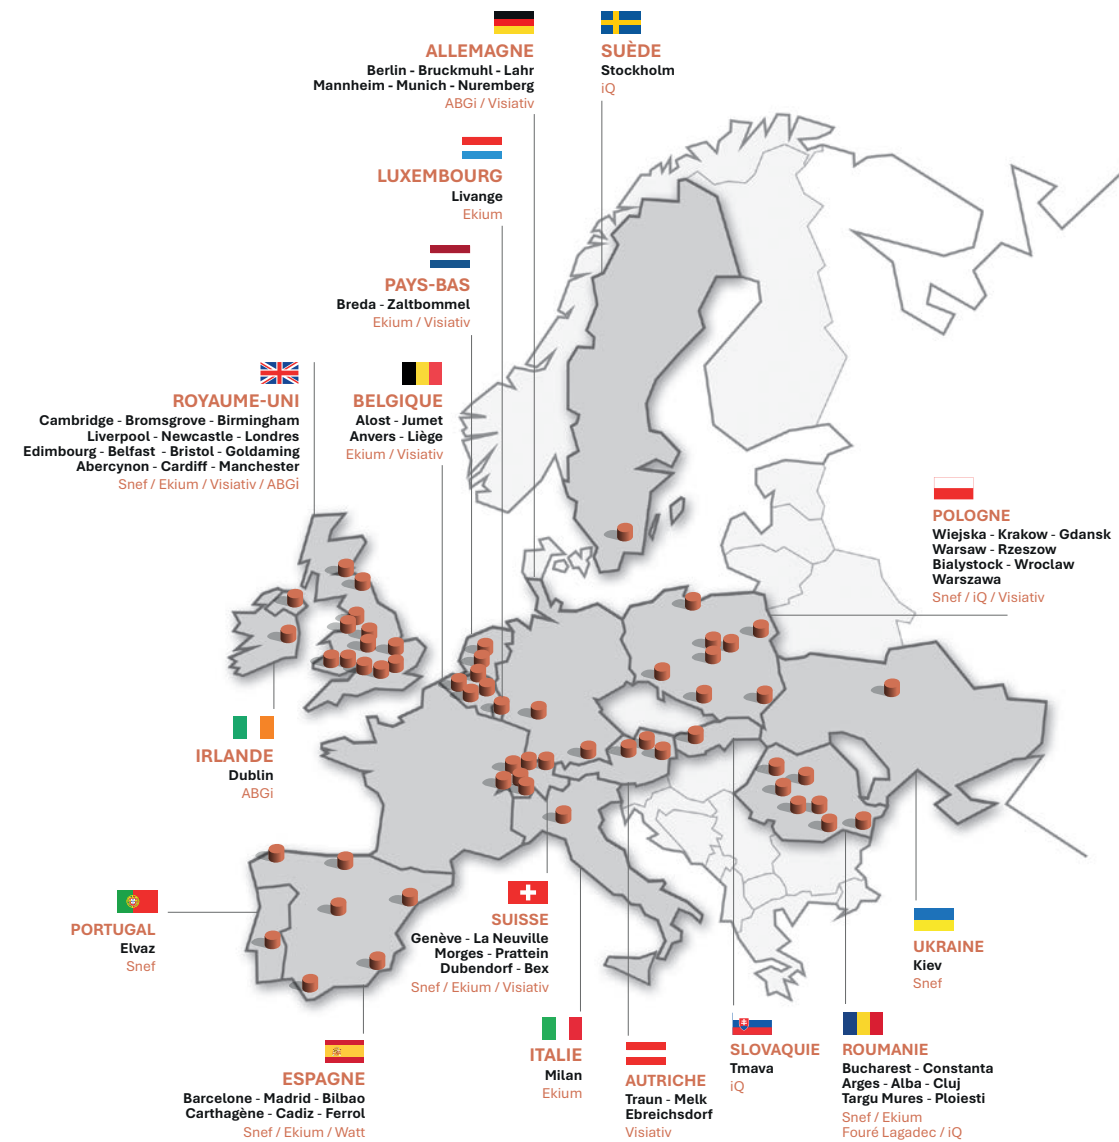 ALLEMAGNE
Berlin - Bruckmuhl - Lahr
Mannheim - Munich - Nuremberg
ABGi / Visiativ
SUÈDE
Stockholm
iQ
LUXEMBOURG
Livange
Ekium
PAYS-BAS
Breda - Zaltbommel
Ekium / Visiativ
ROYAUME-UNI
Cambridge - Bromsgrove - Birmingham
Liverpool - Newcastle - Londres
Edimbourg - Belfast - Bristol - Goldaming
Abercynon - Cardiff - Manchester
Snef / Ekium / Visiativ / ABGi
BELGIQUE
Alost - Jumet
Anvers - Liège
Ekium / Visiativ
POLOGNE
Wiejska - Krakow - Gdansk
Warsaw - Rzeszow
Bialystock - Wroclaw
Warszawa
Snef / iQ / Visiativ
IRLANDE
Dublin
ABGi
PORTUGAL
Elvaz
Snef
SUISSE
Genève - La Neuville
Morges - Prattein
Dubendorf - Bex
Snef / Ekium / Visiativ
UKRAINE
Kiev
Snef
ESPAGNE
Barcelone - Madrid - Bilbao
Carthagène - Cadiz - Ferrol
Snef / Ekium / Watt
ITALIE
Milan
Ekium
AUTRICHE
Traun - Melk
Ebreichsdorf
Visiativ
SLOVAQUIE
Tmava
iQ
ROUMANIE
Bucharest - Constanta
Arges - Alba - Cluj
Targu Mures - Ploiesti
Snef / Ekium
Fouré Lagadec / iQ